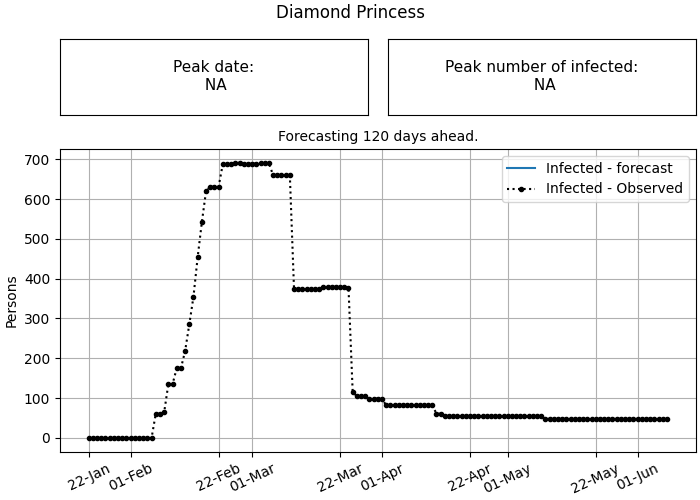 Diamond Princess
Peak date:
NA
Peak number of infected:
NA
Forecasting 120 days ahead.
Infected - forecast
Infected - Observed
Persons
700
600
500
400
300
200
100
0
22-Jan
01-Feb
22-Feb
01-Mar
22-Mar
01-Apr
22-Apr
01-May
22-May
01-Jun